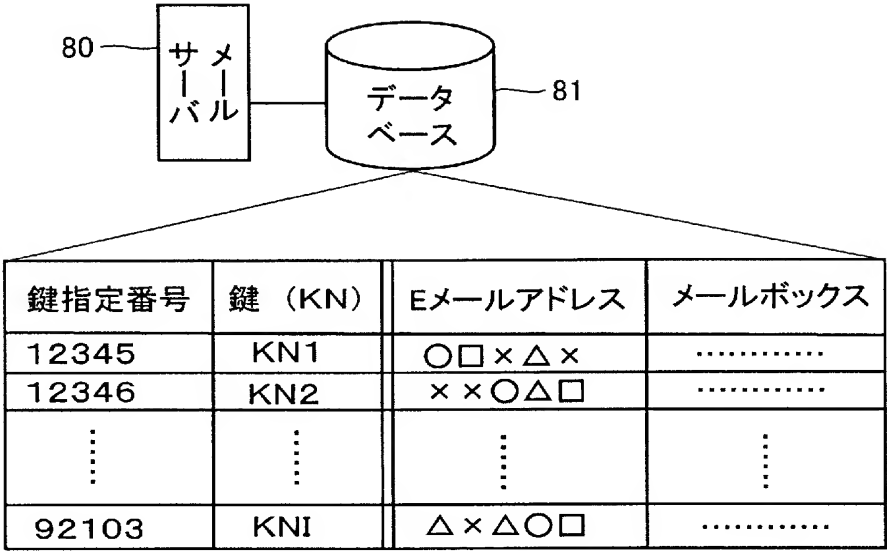 80
メール
サーバ
データ
ベース
81
鍵指定番号 鍵 (KN) Eメールアドレス メールボックス
12345 KN1 ○□×△× …………
12346 KN2 ××○△□ …………
…… …… …… ……
92103 KNI △×△○□ …………